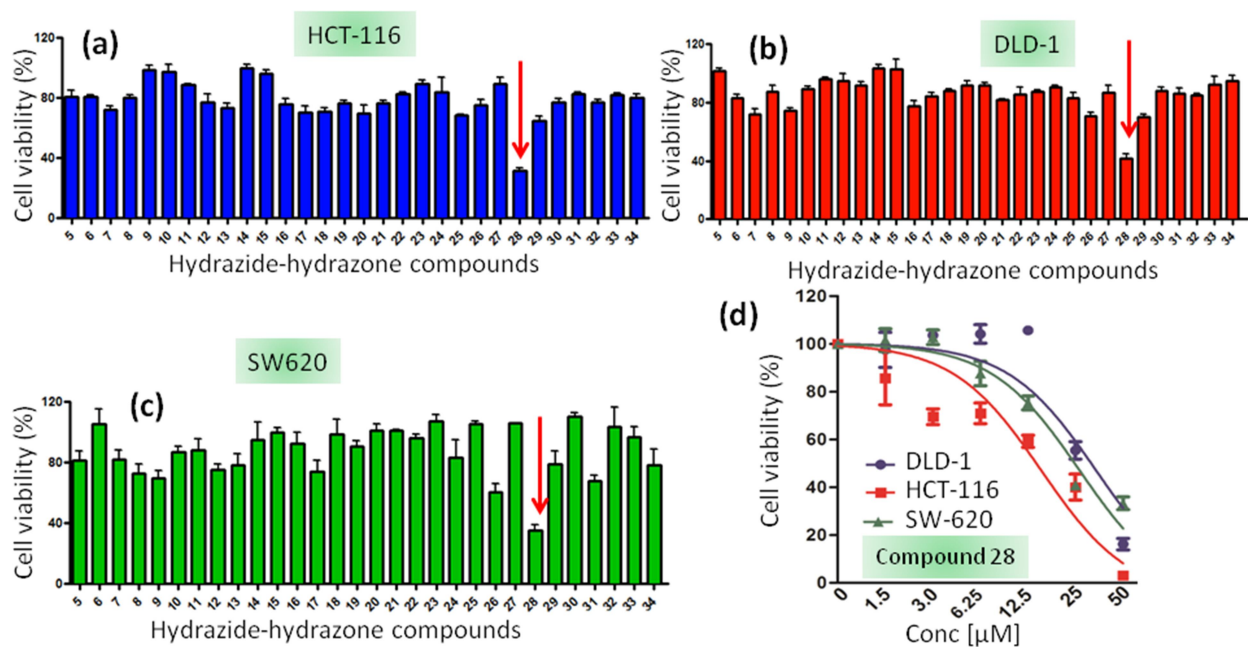 (a)
HCT-116
Cell viability (%)
120
80
40
0
5 6 7 8 9 10 11 12 13 14 15 16 17 18 19 20 21 22 23 24 25 26 27 28 29 30 31 32 33 34
Hydrazide-hydrazone compounds
(b)
DLD-1
Cell viability (%)
120
80
40
0
5 6 7 8 9 10 11 12 13 14 15 16 17 18 19 20 21 22 23 24 25 26 27 28 29 30 31 32 33 34
Hydrazide-hydrazone compounds
SW620
(c)
Cell viability (%)
120
80
40
0
5 6 7 8 9 10 11 12 13 14 15 16 17 18 19 20 21 22 23 24 25 26 27 28 29 30 31 32 33 34
Hydrazide-hydrazone compounds
(d)
Cell viability (%)
120
100
80
60
40
20
0
DLD-1
HCT-116
SW-620
Compound 28
0 1.5 3.0 6.25 12.5 25 50
Conc [µM]